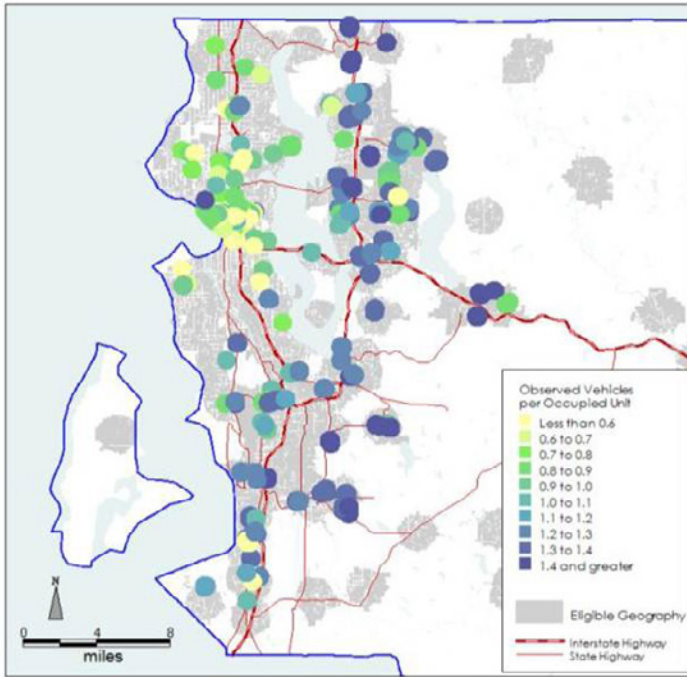 Observed Vehicles
per Occupied Unit
Less than 0.6
0.6 to 0.7
0.7 to 0.8
0.8 to 0.9
0.9 to 1.0
1.0 to 1.1
1.1 to 1.2
1.2 to 1.3
1.3 to 1.4
1.4 and greater
Eligible Geography
Interstate Highway
State Highway
N
0 4 8
miles